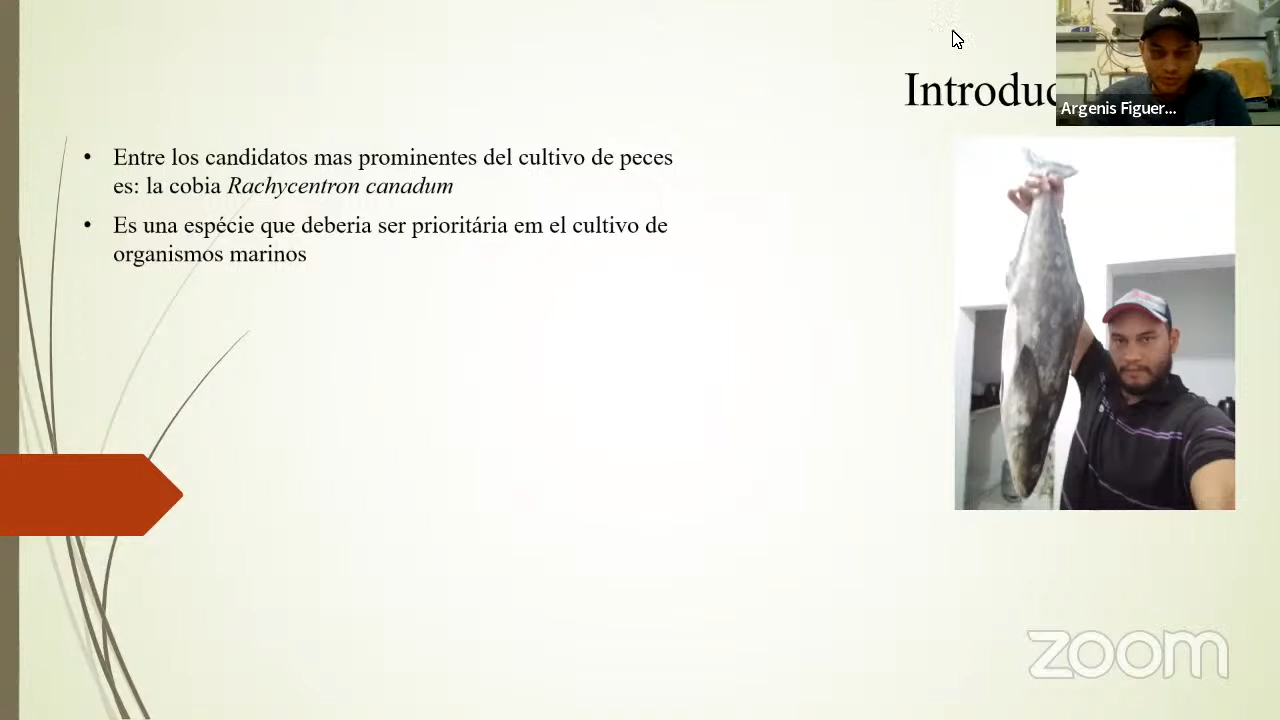 Introduc
Argenis Figuer...
• Entre los candidatos mas prominentes del cultivo de peces
es: la cobia Rachycentron canadum
• Es una espécie que deberia ser prioritária em el cultivo de
organismos marinos
zoom